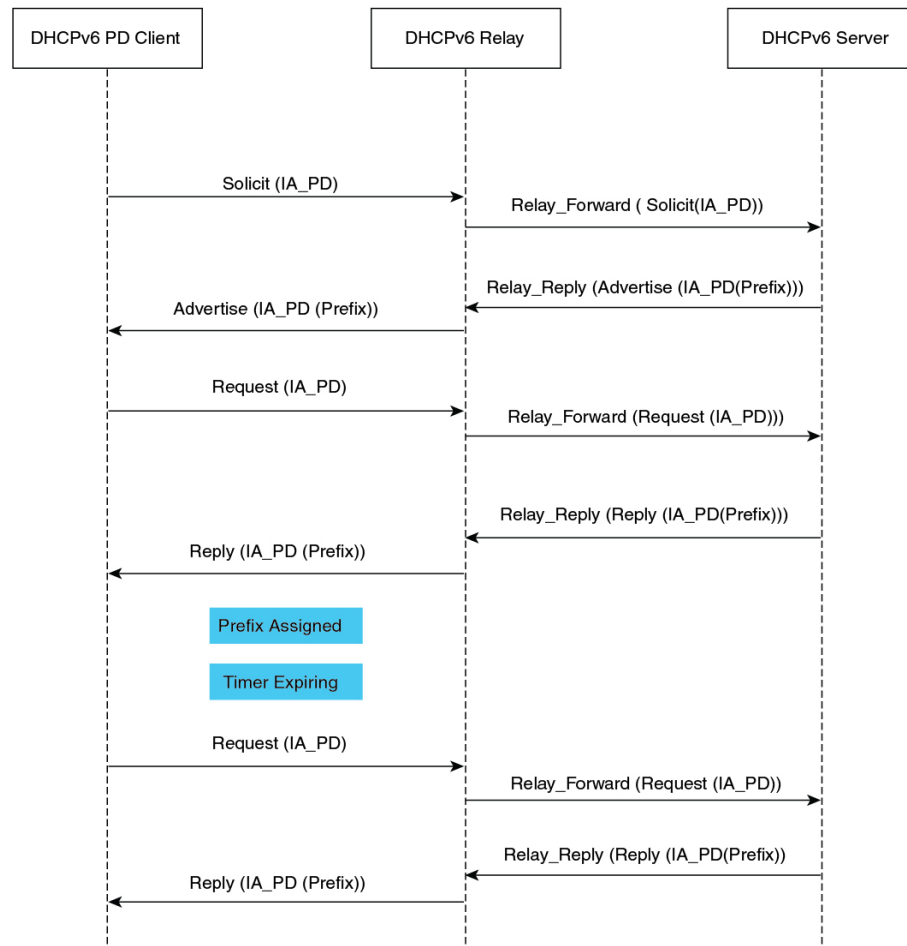 DHCPv6 PD Client
DHCPv6 Relay
DHCPv6 Server
Solicit (IA_PD)
Relay_Forward ( Solicit(IA_PD))
Relay_Reply (Advertise (IA_PD(Prefix)))
Advertise (IA_PD (Prefix))
Request (IA_PD)
Relay_Forward (Request (IA_PD)))
Relay_Reply (Reply (IA_PD(Prefix)))
Reply (IA_PD (Prefix))
Prefix Assigned
Timer Expiring
Request (IA_PD)
Relay_Forward (Request (IA_PD))
Relay_Reply (Reply (IA_PD(Prefix))
Reply (IA_PD (Prefix))